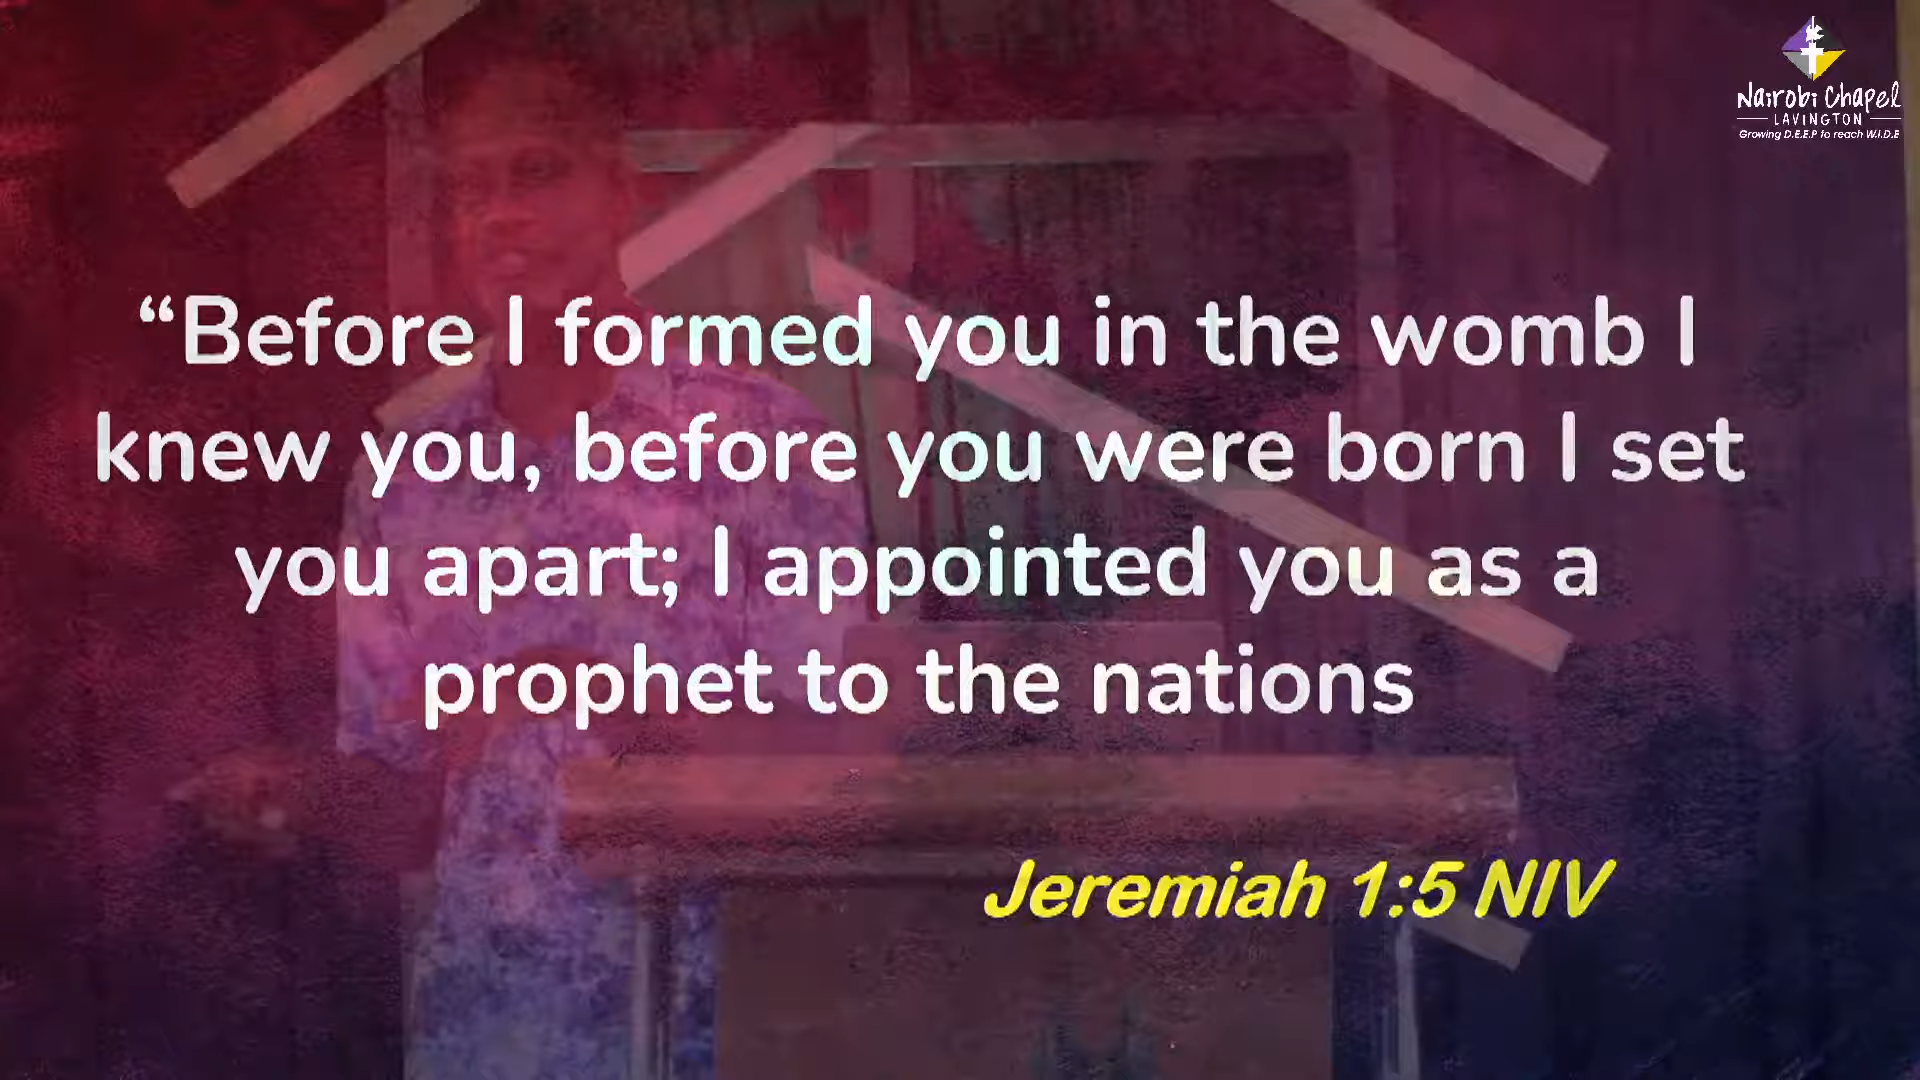 Nairobi Chapel
LAVINGTON
Growing D.E.E.P to reach W.I.D.E
“Before I formed you in the womb I
knew you, before you were born I set
you apart; I appointed you as a
prophet to the nations
Jeremiah 1:5 NIV